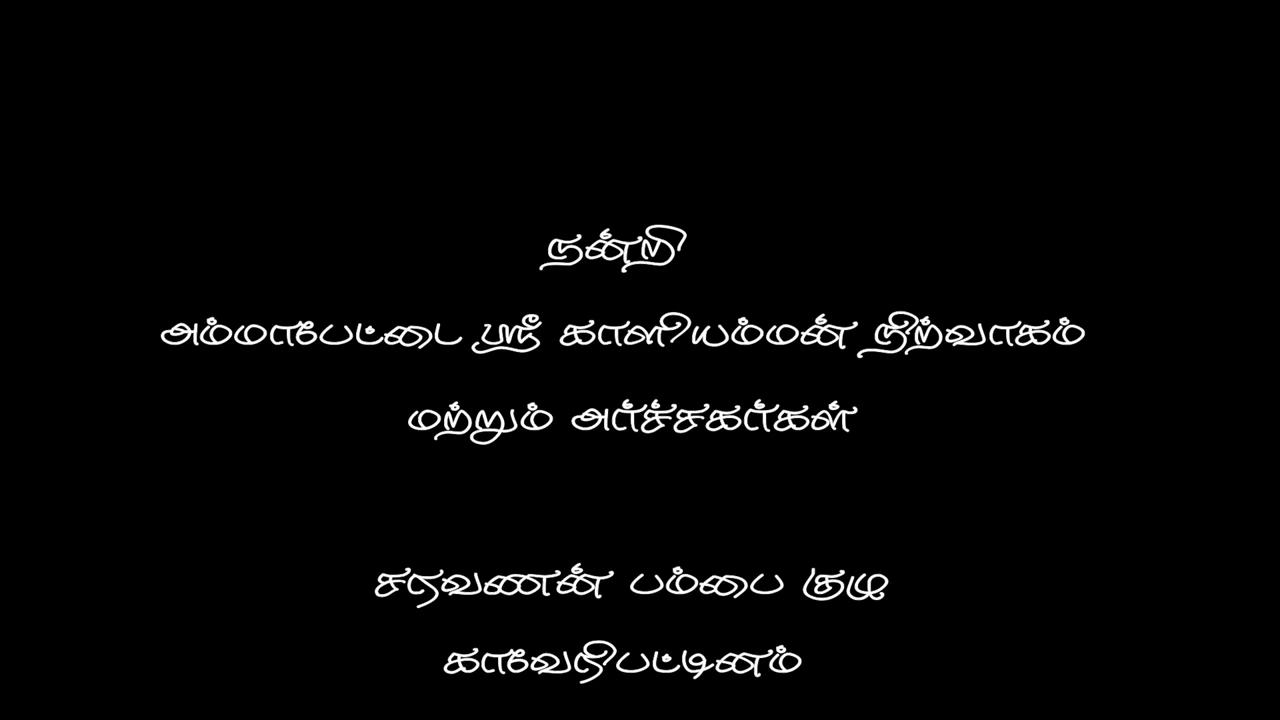 நன்றி
அம்மாபேட்டை ஸ்ரீ காளியம்மன் நிற்வாகம்
மற்றும் அர்ச்சகர்கள்
சரவணன் பம்பை குழு
காவேரிபட்டினம்